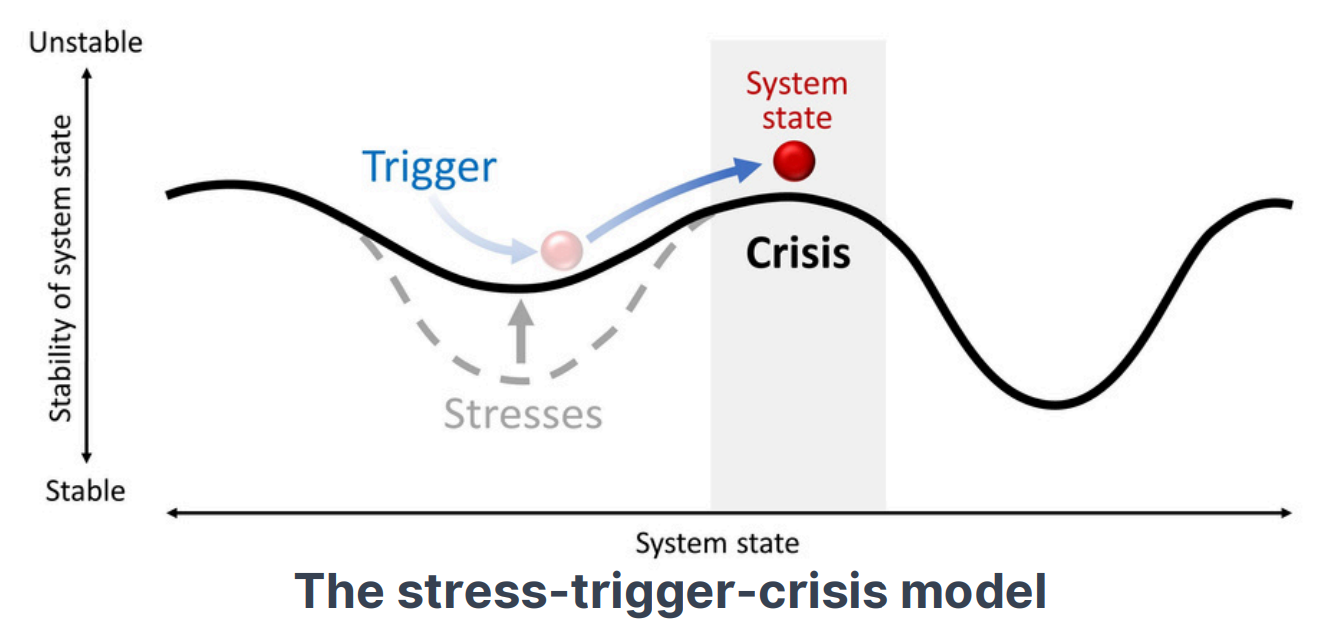 Unstable
Stability of system state
Stable
Trigger
Stresses
System
state
Crisis
System state
The stress-trigger-crisis model